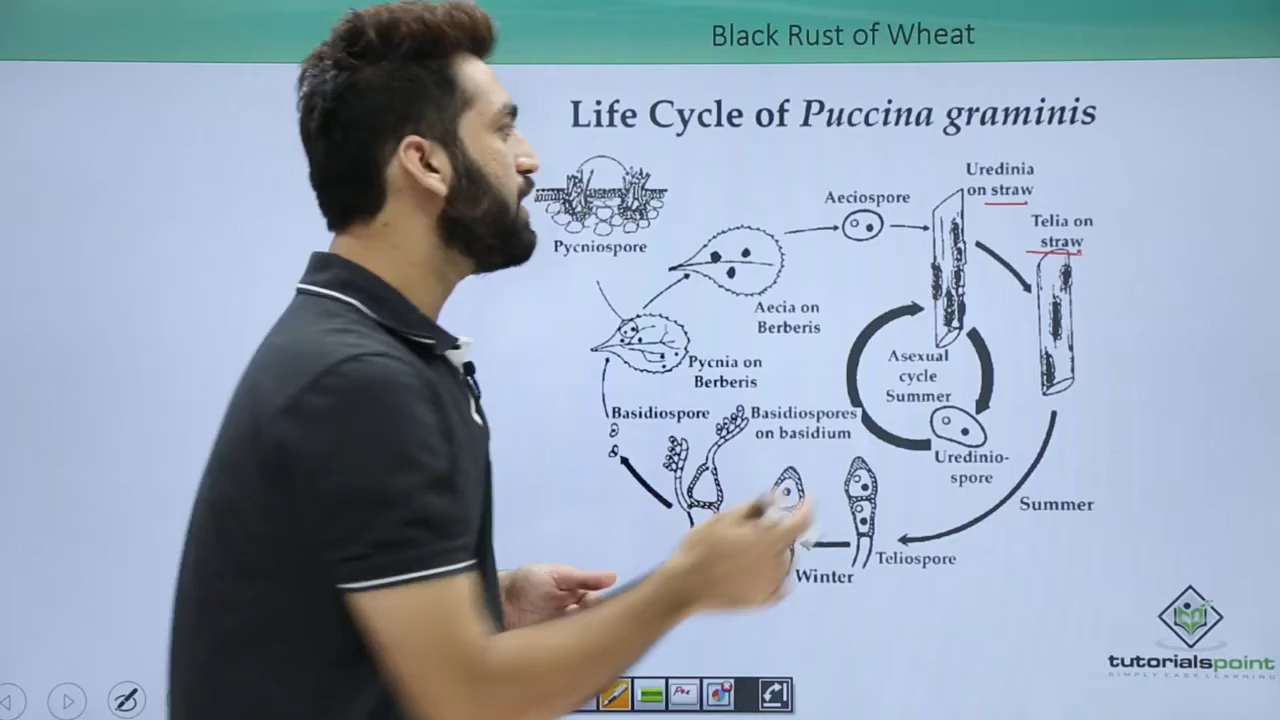 Black Rust of Wheat
Life Cycle of Puccina graminis
Uredinia
on straw
Aeciospore
Telia on
straw
Pycniospore
Aecia on
Berberis
Pycnia on
Berberis
Asexual
cycle
Summer
Basidiospore
Basidiospores
on basidium
Uredinio-
spore
Summer
Teliospore
Winter
tutorialspoint
SIMPLY EASY LEARNING